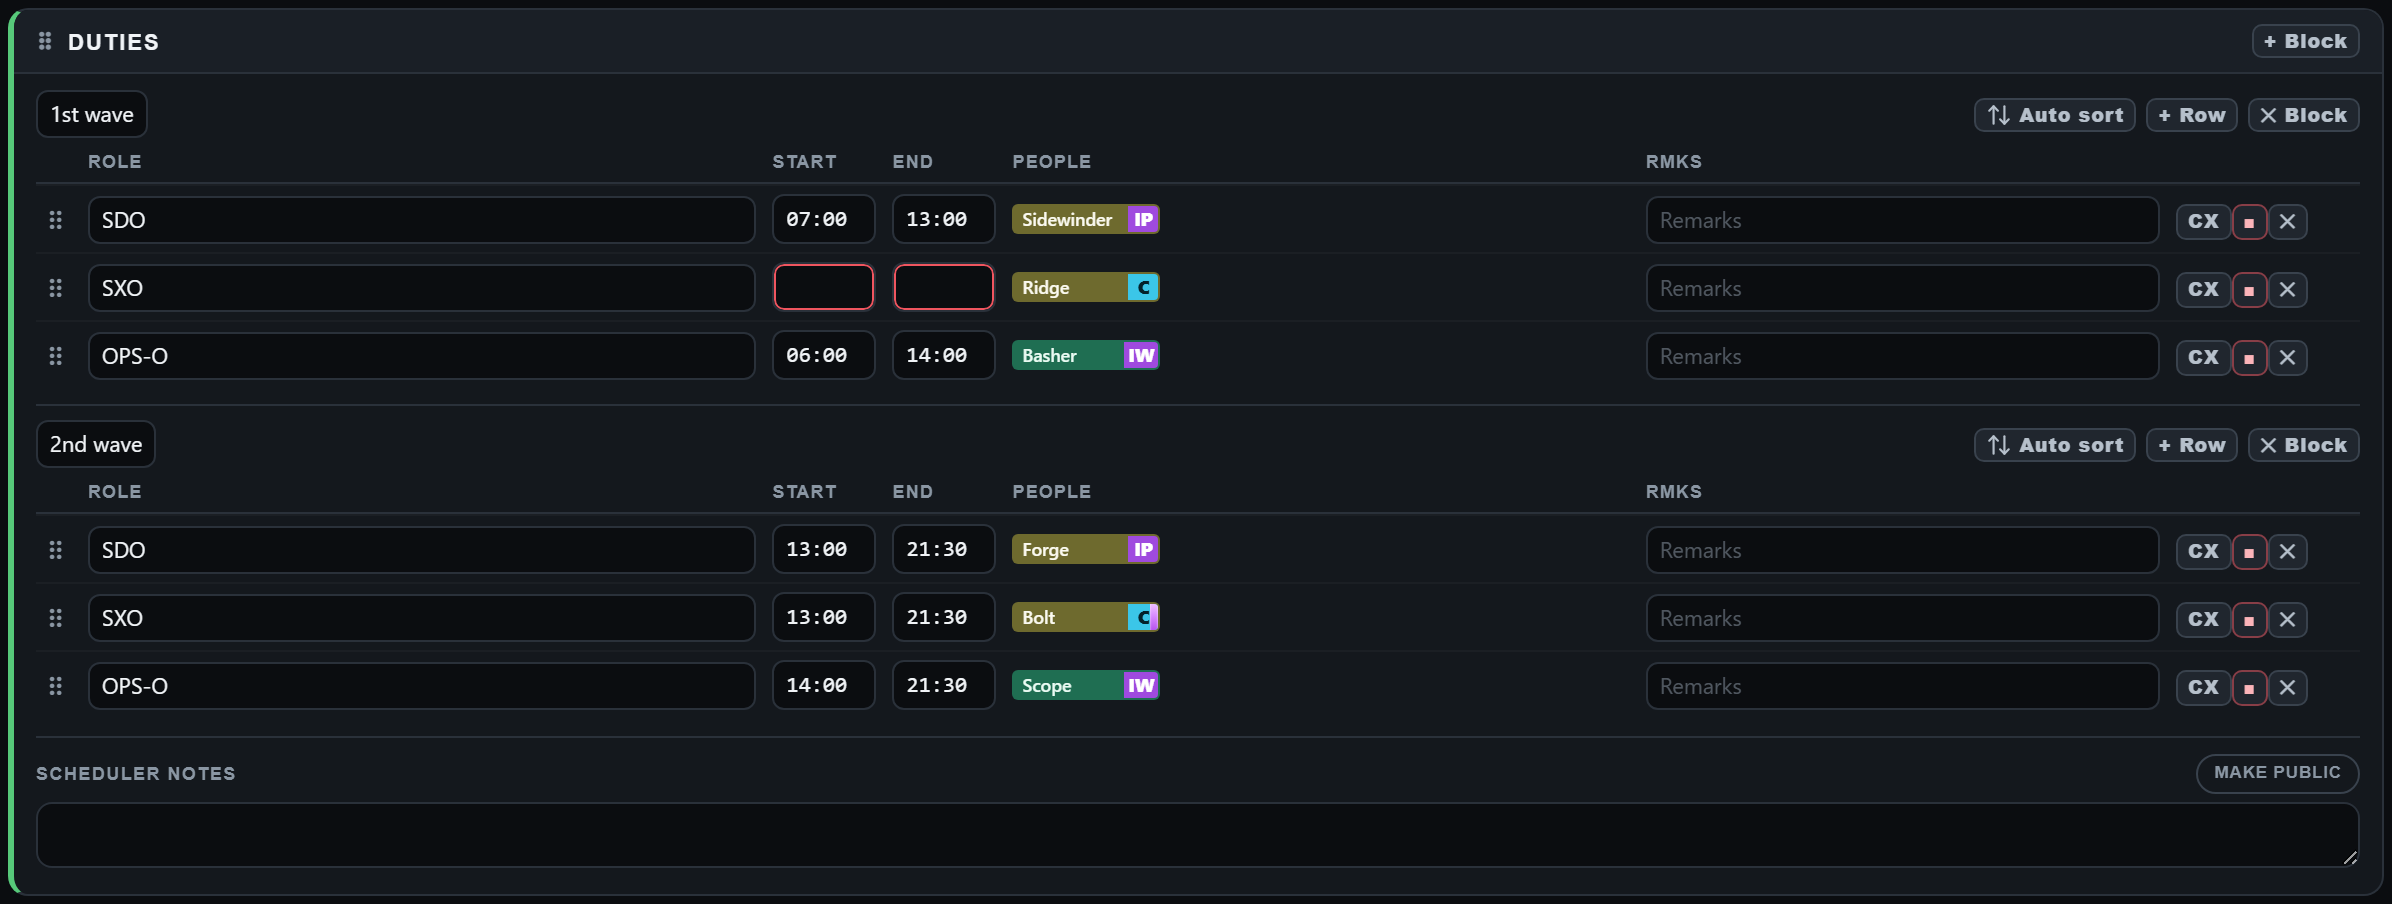 DUTIES
+ Block
1st wave
Auto sort + Row × Block
ROLE START END PEOPLE RMKS
SDO 07:00 13:00 Sidewinder IP Remarks CX
SXO Ridge C Remarks CX
OPS-O 06:00 14:00 Basher IW Remarks CX
2nd wave
Auto sort + Row × Block
ROLE START END PEOPLE RMKS
SDO 13:00 21:30 Forge IP Remarks CX
SXO 13:00 21:30 Bolt C Remarks CX
OPS-O 14:00 21:30 Scope IW Remarks CX
SCHEDULER NOTES
MAKE PUBLIC